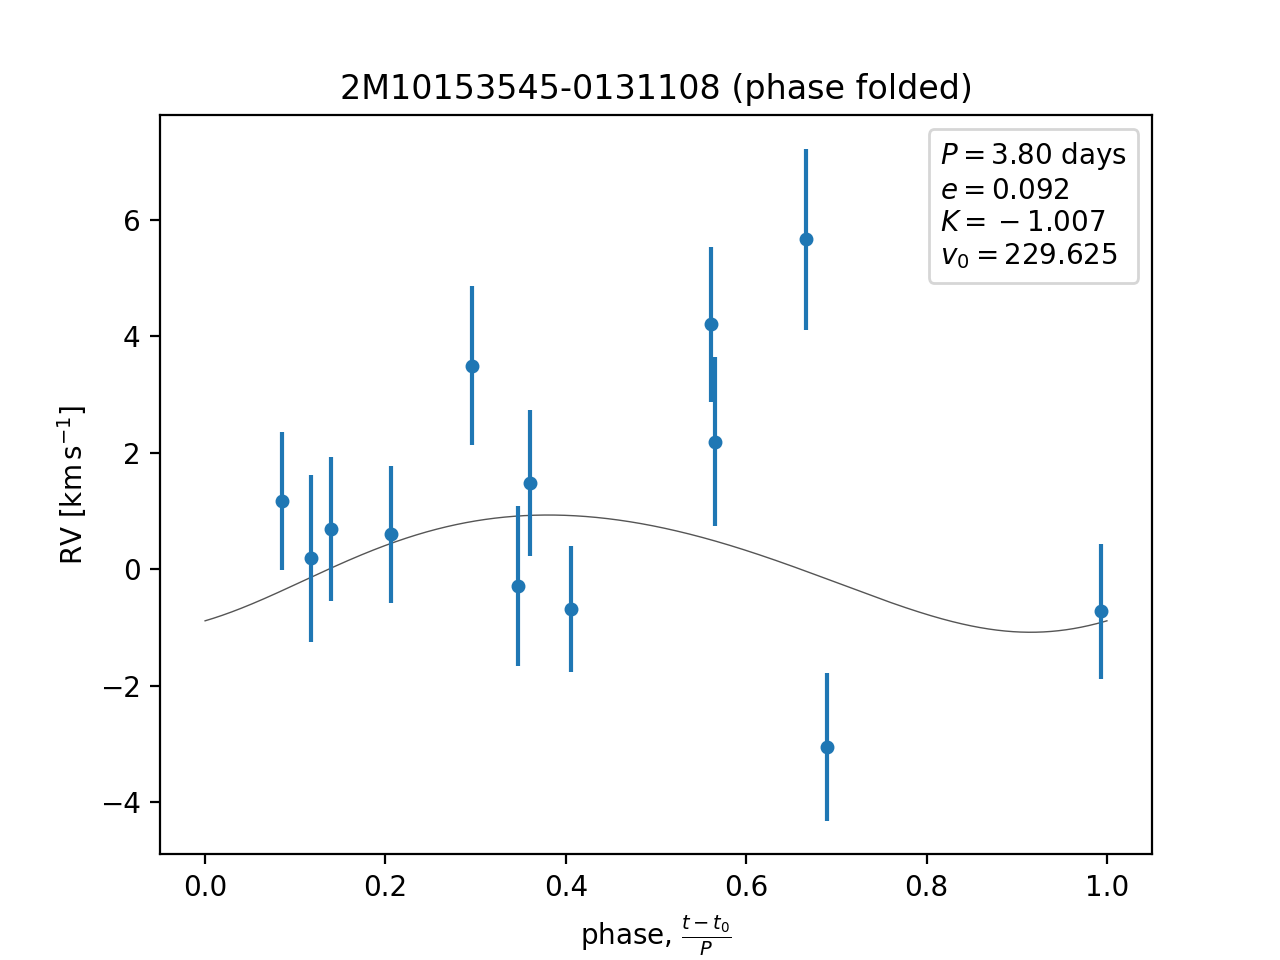 2M10153545-0131108 (phase folded)
P = 3.80 days
e = 0.092
K = −1.007
v₀ = 229.625
RV [km s⁻¹]
6
4
2
0
−2
−4
0.0 0.2 0.4 0.6 0.8 1.0
phase, (t − t₀)/P